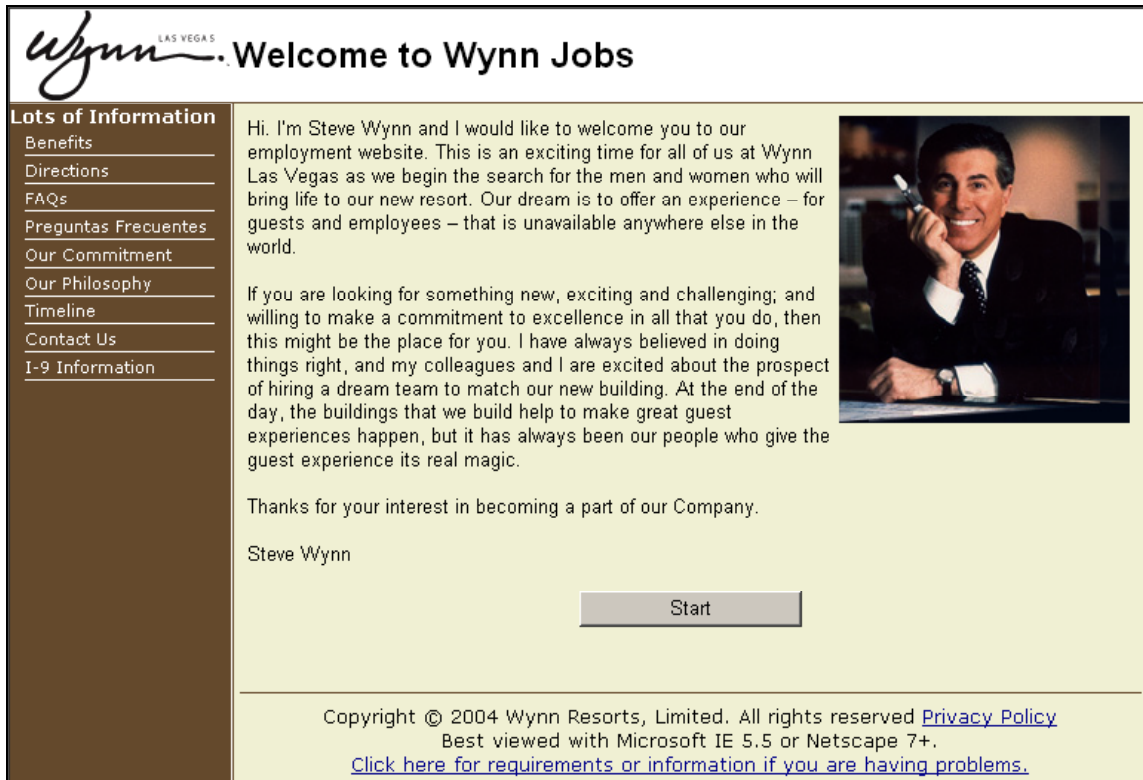 Wynn LAS VEGAS
Welcome to Wynn Jobs
Lots of Information
Benefits
Directions
FAQs
Preguntas Frecuentes
Our Commitment
Our Philosophy
Timeline
Contact Us
I-9 Information
Hi. I'm Steve Wynn and I would like to welcome you to our
employment website. This is an exciting time for all of us at Wynn
Las Vegas as we begin the search for the men and women who will
bring life to our new resort. Our dream is to offer an experience – for
guests and employees – that is unavailable anywhere else in the
world.
If you are looking for something new, exciting and challenging; and
willing to make a commitment to excellence in all that you do, then
this might be the place for you. I have always believed in doing
things right, and my colleagues and I are excited about the prospect
of hiring a dream team to match our new building. At the end of the
day, the buildings that we build help to make great guest
experiences happen, but it has always been our people who give the
guest experience its real magic.
Thanks for your interest in becoming a part of our Company.
Steve Wynn
Start
Copyright © 2004 Wynn Resorts, Limited. All rights reserved Privacy Policy
Best viewed with Microsoft IE 5.5 or Netscape 7+.
Click here for requirements or information if you are having problems.